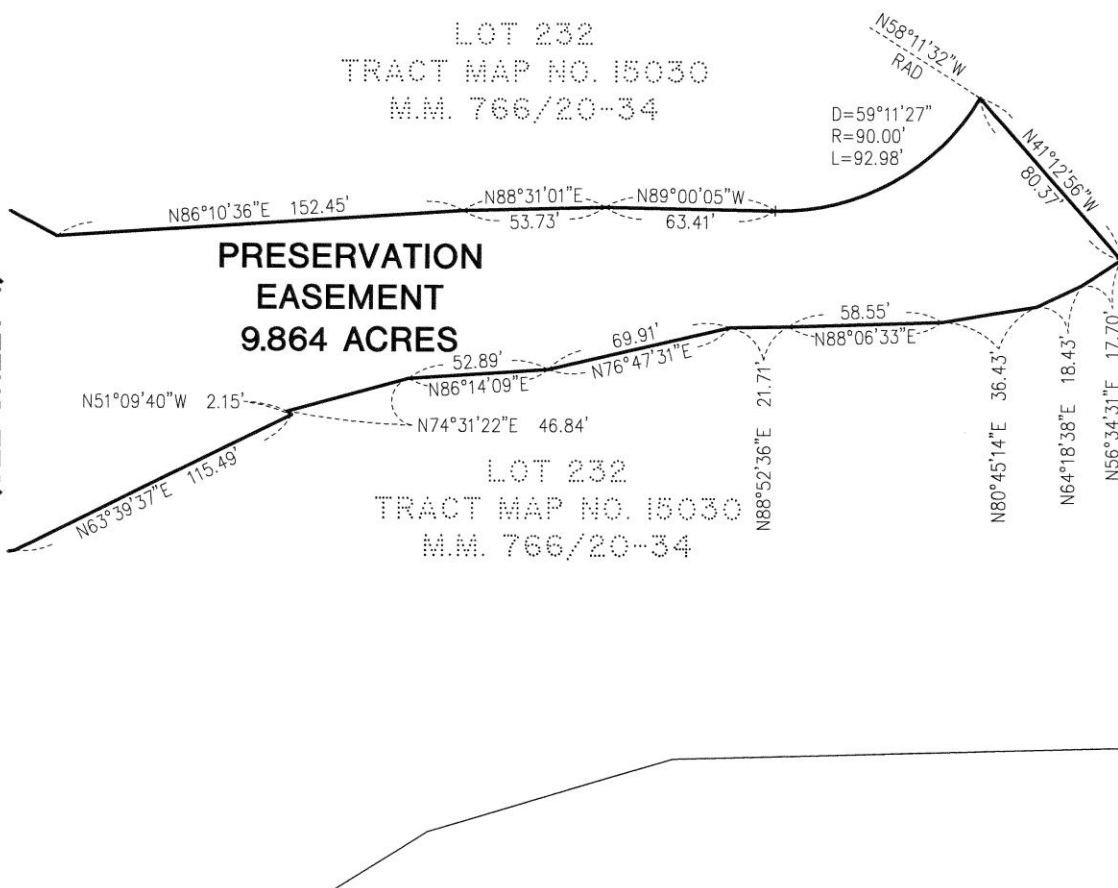 LOT 232
TRACT MAP NO. 15030
M.M. 766/20-34
N58°11'32"W
RAD
D=59°11'27"
R=90.00'
L=92.98'
N41°12'56"W
80.37'
N86°10'36"E 152.45'
N88°31'01"E
53.73'
N89°00'05"W
63.41'
PRESERVATION
EASEMENT
9.864 ACRES
58.55'
N88°06'33"E
69.91'
N76°47'31"E
52.89'
N86°14'09"E
N51°09'40"W 2.15'
N74°31'22"E 46.84'
N63°39'37"E 115.49'
N88°52'36"E 21.71'
N80°45'14"E 36.43'
N64°18'38"E 18.43'
N56°34'31"E 17.70'
LOT 232
TRACT MAP NO. 15030
M.M. 766/20-34